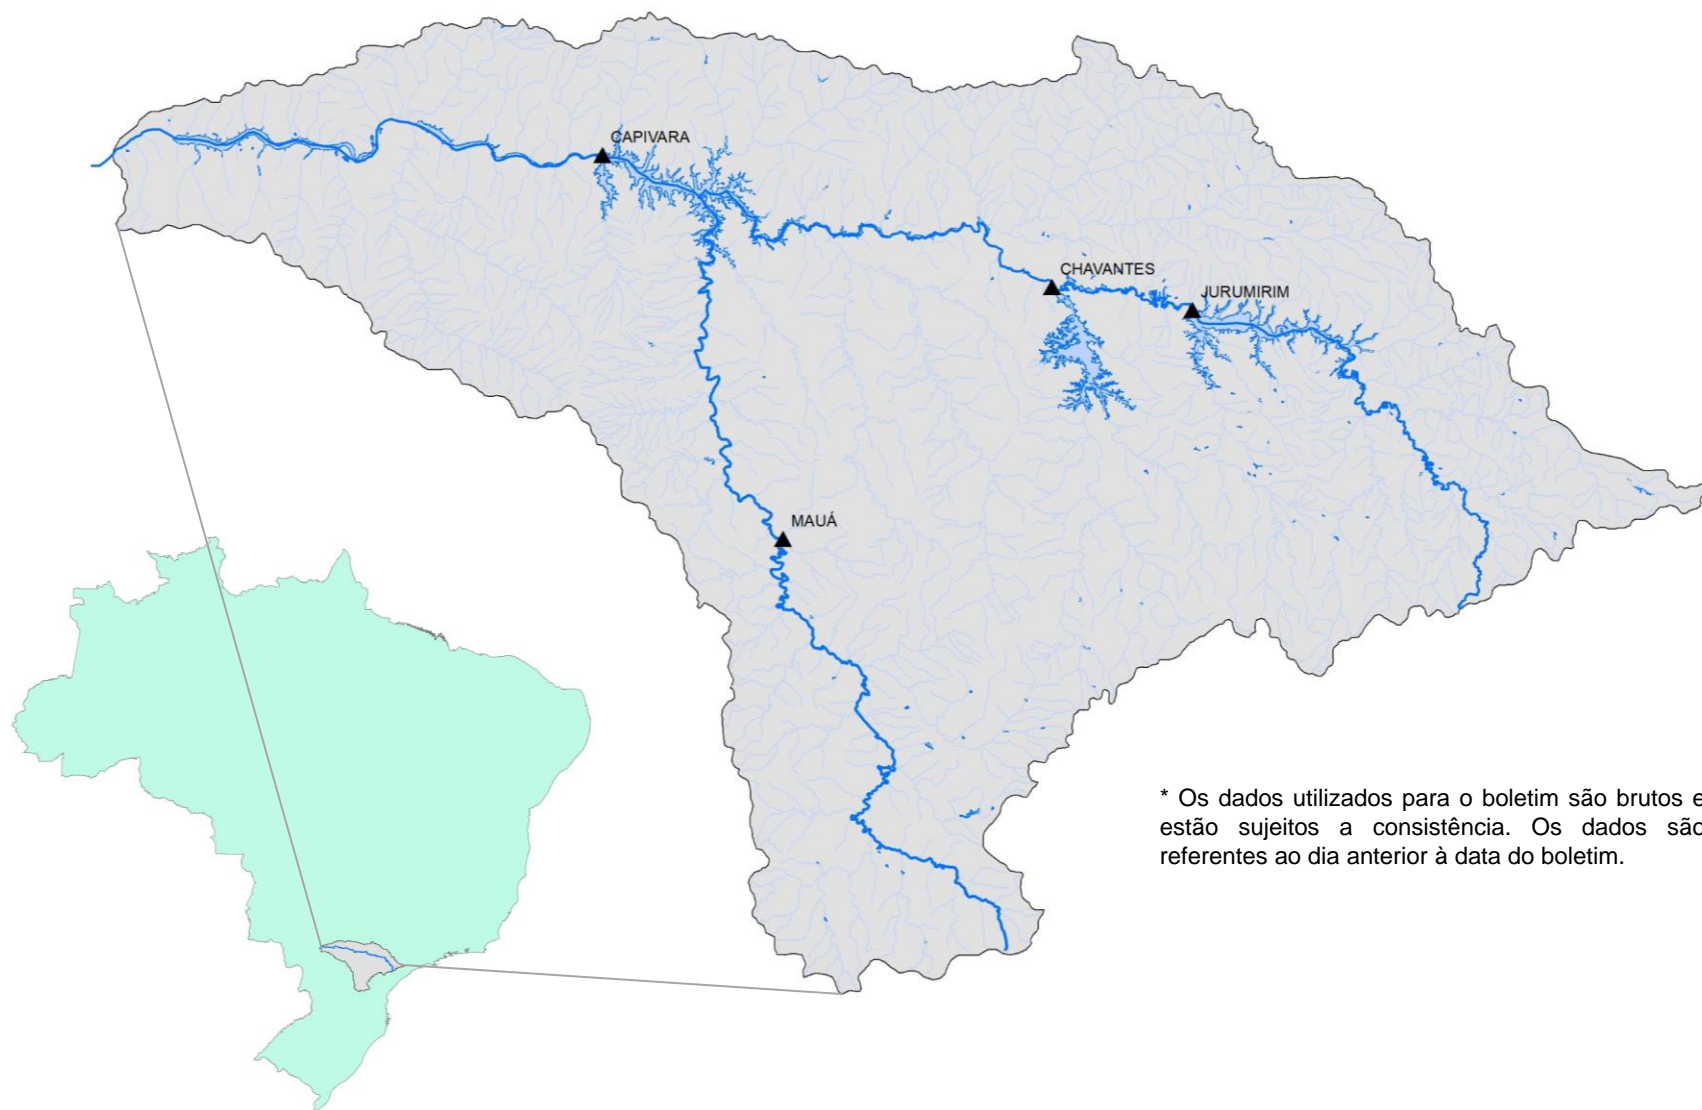 CAPIVARA
CHAVANTES
JURUMIRIM
MAUÁ
* Os dados utilizados para o boletim são brutos e
estão sujeitos a consistência. Os dados são
referentes ao dia anterior à data do boletim.